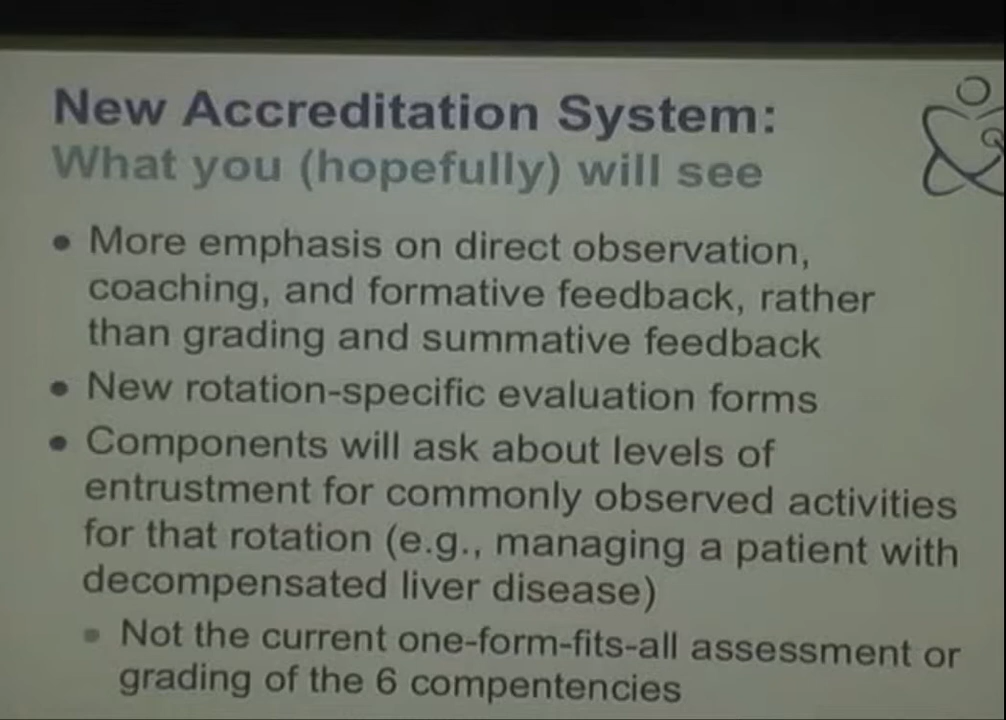 New Accreditation System:
What you (hopefully) will see
• More emphasis on direct observation,
coaching, and formative feedback, rather
than grading and summative feedback
• New rotation-specific evaluation forms
• Components will ask about levels of
entrustment for commonly observed activities
for that rotation (e.g., managing a patient with
decompensated liver disease)
• Not the current one-form-fits-all assessment or
grading of the 6 compentencies